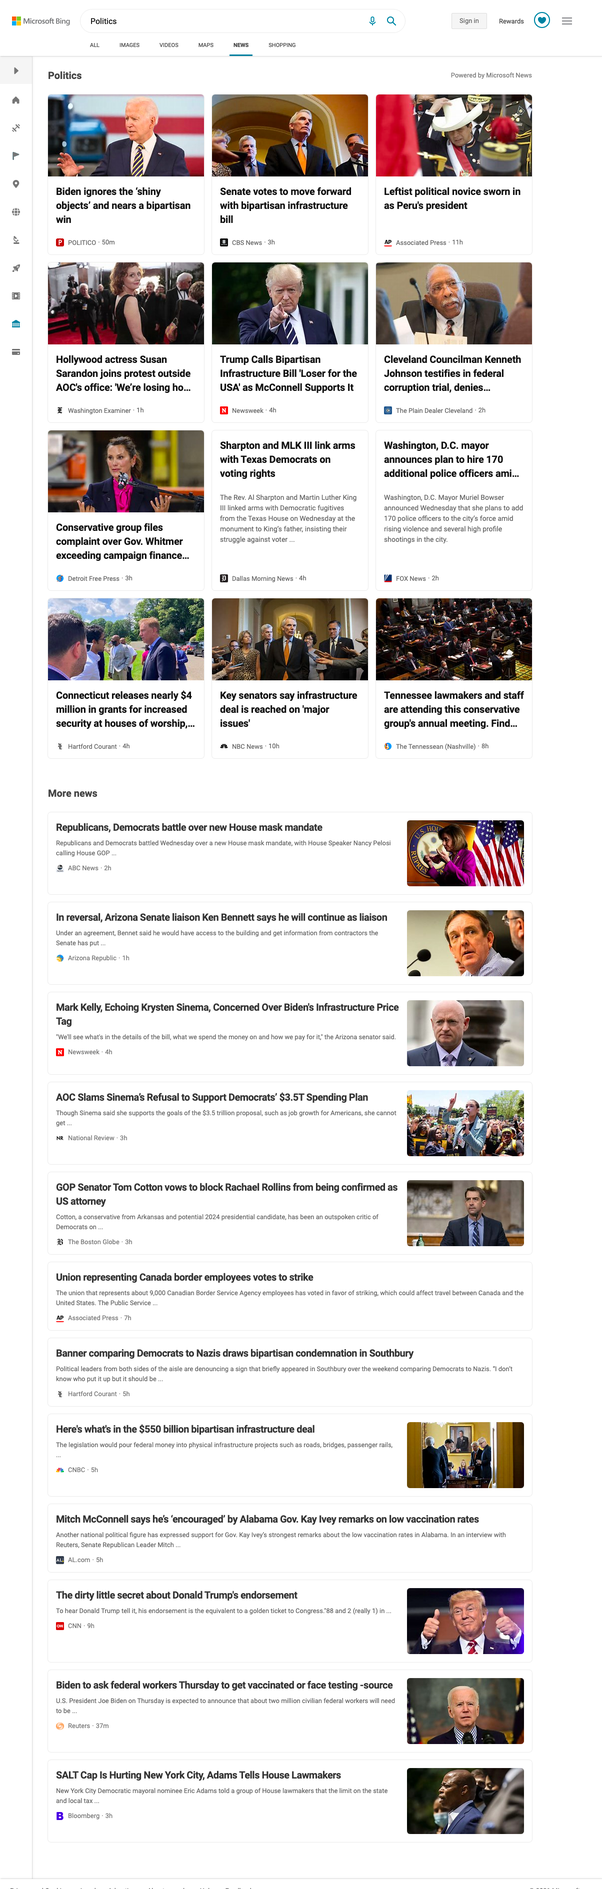 Microsoft Bing
Politics
Sign in
Rewards
ALL
IMAGES
VIDEOS
MAPS
NEWS
SHOPPING
Politics
Powered by Microsoft News
Biden ignores the 'shiny
objects' and nears a bipartisan
win
POLITICO · 50m
Senate votes to move forward
with bipartisan infrastructure
bill
CBS News · 3h
Leftist political novice sworn in
as Peru's president
AP
Associated Press · 11h
Hollywood actress Susan
Sarandon joins protest outside
AOC's office: 'We're losing ho...
Washington Examiner · 1h
Trump Calls Bipartisan
Infrastructure Bill 'Loser for the
USA' as McConnell Supports It
Newsweek · 4h
Cleveland Councilman Kenneth
Johnson testifies in federal
corruption trial, denies...
The Plain Dealer Cleveland · 2h
Conservative group files
complaint over Gov. Whitmer
exceeding campaign finance...
Detroit Free Press · 3h
Sharpton and MLK III link arms
with Texas Democrats on
voting rights
The Rev. Al Sharpton and Martin Luther King
III linked arms with Democratic fugitives
from the Texas House on Wednesday at the
monument to King's father, insisting their
struggle against voter ...
Dallas Morning News · 4h
Washington, D.C. mayor
announces plan to hire 170
additional police officers ami...
Washington, D.C. Mayor Muriel Bowser
announced Wednesday that she plans to add
170 police officers to the city's force amid
rising violence and several high profile
shootings in the city.
FOX News · 2h
Connecticut releases nearly $4
million in grants for increased
security at houses of worship,...
Hartford Courant · 4h
Key senators say infrastructure
deal is reached on 'major
issues'
NBC News · 10h
Tennessee lawmakers and staff
are attending this conservative
group's annual meeting. Find...
The Tennessean (Nashville) · 8h
More news
Republicans, Democrats battle over new House mask mandate
Republicans and Democrats battled Wednesday over a new House mask mandate, with House Speaker Nancy Pelosi
calling House GOP ...
ABC News · 2h
In reversal, Arizona Senate liaison Ken Bennett says he will continue as liaison
Under an agreement, Bennet said he would have access to the building and get information from contractors the
Senate has put ...
Arizona Republic · 1h
Mark Kelly, Echoing Krysten Sinema, Concerned Over Biden's Infrastructure Price
Tag
"We'll see what's in the details of the bill, what we spend the money on and how we pay for it," the Arizona senator said.
Newsweek · 4h
AOC Slams Sinema's Refusal to Support Democrats' $3.5T Spending Plan
Though Sinema said she supports the goals of the $3.5 trillion proposal, such as job growth for Americans, she cannot
get ...
NR
National Review · 3h
GOP Senator Tom Cotton vows to block Rachael Rollins from being confirmed as
US attorney
Cotton, a conservative from Arkansas and potential 2024 presidential candidate, has been an outspoken critic of
Democrats on ...
The Boston Globe · 3h
Union representing Canada border employees votes to strike
The union that represents about 9,000 Canadian Border Service Agency employees has voted in favor of striking, which could affect travel between Canada and the
United States. The Public Service ...
AP
Associated Press · 7h
Banner comparing Democrats to Nazis draws bipartisan condemnation in Southbury
Political leaders from both sides of the aisle are denouncing a sign that briefly appeared in Southbury over the weekend comparing Democrats to Nazis. "I don't
know who put it up but it should be ...
Hartford Courant · 5h
Here's what's in the $550 billion bipartisan infrastructure deal
The legislation would pour federal money into physical infrastructure projects such as roads, bridges, passenger rails,
...
CNBC · 5h
Mitch McConnell says he's 'encouraged' by Alabama Gov. Kay Ivey remarks on low vaccination rates
Another national political figure has expressed support for Gov. Kay Ivey's strongest remarks about the low vaccination rates in Alabama. In an interview with
Reuters, Senate Republican Leader Mitch ...
AL.com · 5h
The dirty little secret about Donald Trump's endorsement
To hear Donald Trump tell it, his endorsement is the equivalent to a golden ticket to Congress."88 and 2 (really 1) in ...
CNN · 9h
Biden to ask federal workers Thursday to get vaccinated or face testing -source
U.S. President Joe Biden on Thursday is expected to announce that about two million civilian federal workers will need
to be ...
Reuters · 37m
SALT Cap Is Hurting New York City, Adams Tells House Lawmakers
New York City Democratic mayoral nominee Eric Adams told a group of House lawmakers that the limit on the state
and local tax ...
B
Bloomberg · 3h